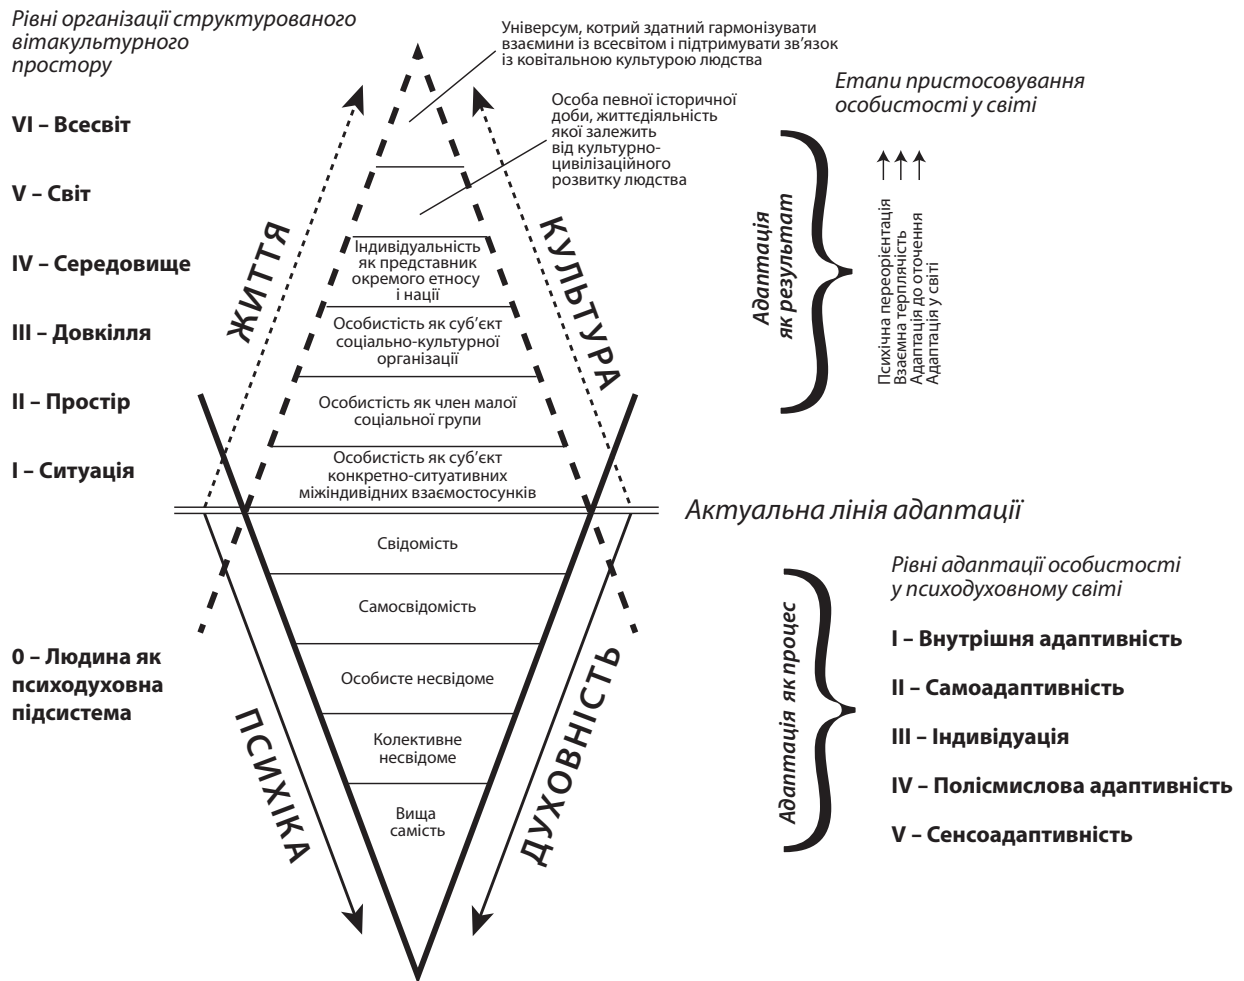 Рівні організації структурованого
вітакультурного
простору
VI – Всесвіт
V – Світ
IV – Середовище
III – Довкілля
II – Простір
I – Ситуація
0 – Людина як
психодуховна
підсистема
Універсум, котрий здатний гармонізувати
взаємини із всесвітом і підтримувати зв’язок
із ковітальною культурою людства
Особа певної історичної
доби, життєдіяльність
якої залежить
від культурно-
цивілізаційного
розвитку людства
ЖИТТЯ
КУЛЬТУРА
Індивідуальність
як представник
окремого етносу
і нації
Особистість як суб’єкт
соціально-культурної
організації
Особистість як член малої
соціальної групи
Особистість як суб’єкт
конкретно-ситуативних
міжіндивідних взаємостосунків
Свідомість
Самосвідомість
Особисте несвідоме
Колективне
несвідоме
Вища
самість
ПСИХІКА
ДУХОВНІСТЬ
Етапи пристосовування
особистості у світі
Адаптація
як результат
Психічна переорієнтація
Взаємна терплячість
Адаптація до оточення
Адаптація у світі
Актуальна лінія адаптації
Рівні адаптації особистості
у психодуховному світі
Адаптація як процес
I – Внутрішня адаптивність
II – Самоадаптивність
III – Індивідуація
IV – Полісмислова адаптивність
V – Сенсоадаптивність